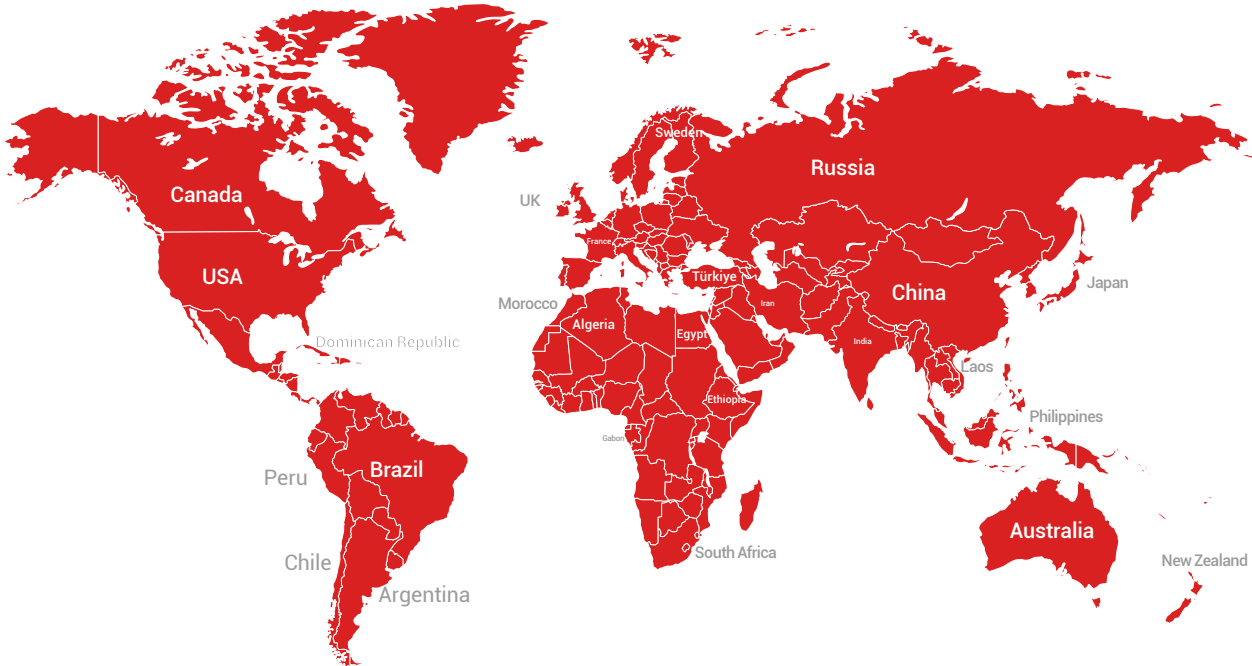 Sweden
Russia
Canada
UK
France
USA
Türkiye
China
Japan
Morocco
Iran
Algeria
Egypt
India
Dominican Republic
Laos
Ethiopia
Philippines
Gabon
Brazil
Peru
Australia
South Africa
Chile
New Zealand
Argentina